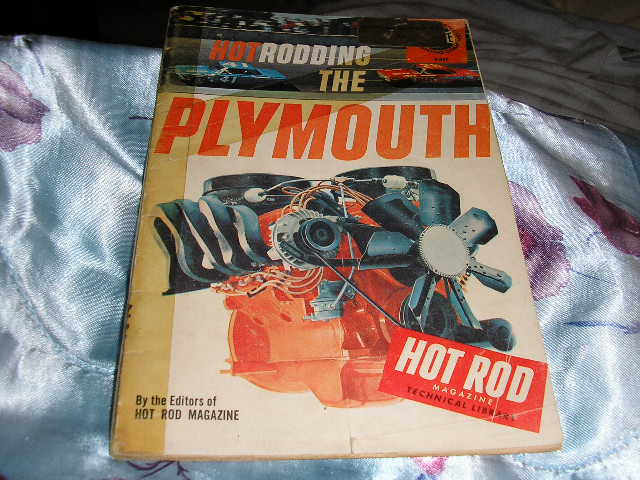 HOTRODDING
THE
PLYMOUTH
HOT ROD
MAGAZINE
TECHNICAL LIBRARY
By the Editors of
HOT ROD MAGAZINE